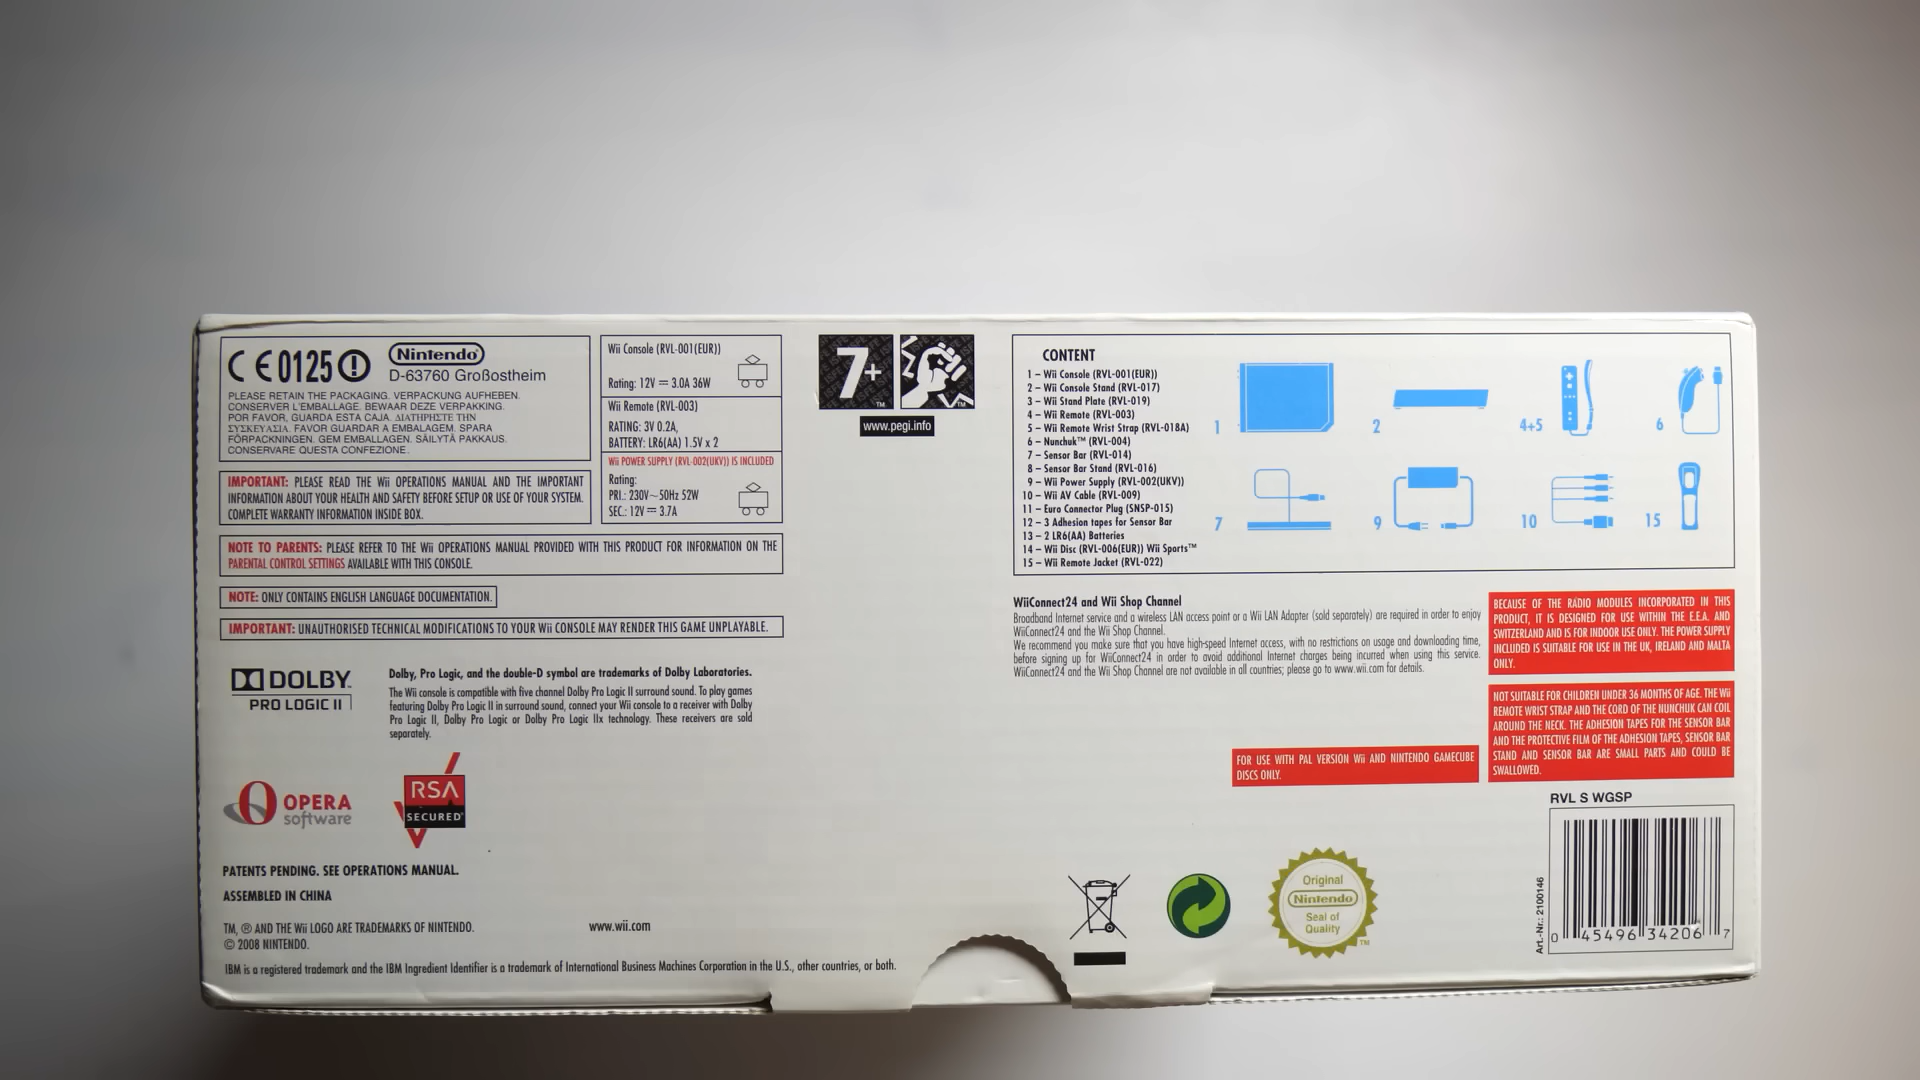 CE0125
Nintendo®
D-63760 Großostheim
PLEASE RETAIN THE PACKAGING. VERPACKUNG AUFHEBEN.
CONSERVER L'EMBALLAGE. BEWAAR DEZE VERPAKKING.
POR FAVOR, GUARDA ESTA CAJA. ΔΙΑΤΗΡΗΣΤΕ ΤΗΝ
ΣΥΣΚΕΥΑΣΙΑ. FAVOR GUARDAR A EMBALAGEM. SPARA
FÖRPACKNINGEN. GEM EMBALLAGEN. SÄILYTÄ PAKKAUS.
CONSERVARE QUESTA CONFEZIONE.
IMPORTANT: PLEASE READ THE Wii OPERATIONS MANUAL AND THE IMPORTANT
INFORMATION ABOUT YOUR HEALTH AND SAFETY BEFORE SETUP OR USE OF YOUR SYSTEM.
COMPLETE WARRANTY INFORMATION INSIDE BOX.
Wii Console (RVL-001(EUR))
Rating: 12V ⎓ 3.0A 36W
Wii Remote (RVL-003)
RATING: 3V 0.2A,
BATTERY: LR6(AA) 1.5V x 2
Wii POWER SUPPLY (RVL-002(UKV)) IS INCLUDED
Rating:
PRI.: 230V~50Hz 52W
SEC.: 12V ⎓ 3.7A
NOTE TO PARENTS: PLEASE REFER TO THE Wii OPERATIONS MANUAL PROVIDED WITH THIS PRODUCT FOR INFORMATION ON THE
PARENTAL CONTROL SETTINGS AVAILABLE WITH THIS CONSOLE.
NOTE: ONLY CONTAINS ENGLISH LANGUAGE DOCUMENTATION.
IMPORTANT: UNAUTHORISED TECHNICAL MODIFICATIONS TO YOUR Wii CONSOLE MAY RENDER THIS GAME UNPLAYABLE.
DOLBY
PRO LOGIC II
Dolby, Pro Logic, and the double-D symbol are trademarks of Dolby Laboratories.
The Wii console is compatible with five channel Dolby Pro Logic II surround sound. To play games
featuring Dolby Pro Logic II in surround sound, connect your Wii console to a receiver with Dolby
Pro Logic II, Dolby Pro Logic or Dolby Pro Logic IIx technology. These receivers are sold
separately.
OPERA
software
RSA
SECURED
PATENTS PENDING. SEE OPERATIONS MANUAL.
ASSEMBLED IN CHINA
TM, ® AND THE Wii LOGO ARE TRADEMARKS OF NINTENDO.
© 2008 NINTENDO.
www.wii.com
IBM is a registered trademark and the IBM Ingredient Identifier is a trademark of International Business Machines Corporation in the U.S., other countries, or both.
7+
TM
TM
www.pegi.info
CONTENT
1 – Wii Console (RVL-001(EUR))
2 – Wii Console Stand (RVL-017)
3 – Wii Stand Plate (RVL-019)
4 – Wii Remote (RVL-003)
5 – Wii Remote Wrist Strap (RVL-018A)
6 – Nunchuk™ (RVL-004)
7 – Sensor Bar (RVL-014)
8 – Sensor Bar Stand (RVL-016)
9 – Wii Power Supply (RVL-002(UKV))
10 – Wii AV Cable (RVL-009)
11 – Euro Connector Plug (SNSP-015)
12 – 3 Adhesion tapes for Sensor Bar
13 – 2 LR6(AA) Batteries
14 – Wii Disc (RVL-006(EUR)) Wii Sports™
15 – Wii Remote Jacket (RVL-022)
1
2
4+5
6
7
9
10
15
WiiConnect24 and Wii Shop Channel
Broadband Internet service and a wireless LAN access point or a Wii LAN Adapter (sold separately) are required in order to enjoy
WiiConnect24 and the Wii Shop Channel.
We recommend you make sure that you have high-speed Internet access, with no restrictions on usage and downloading time,
before signing up for WiiConnect24 in order to avoid additional Internet charges being incurred when using this service.
WiiConnect24 and the Wii Shop Channel are not available in all countries; please go to www.wii.com for details.
BECAUSE OF THE RADIO MODULES INCORPORATED IN THIS
PRODUCT, IT IS DESIGNED FOR USE WITHIN THE E.E.A. AND
SWITZERLAND AND IS FOR INDOOR USE ONLY. THE POWER SUPPLY
INCLUDED IS SUITABLE FOR USE IN THE UK, IRELAND AND MALTA
ONLY.
NOT SUITABLE FOR CHILDREN UNDER 36 MONTHS OF AGE. THE Wii
REMOTE WRIST STRAP AND THE CORD OF THE NUNCHUK CAN COIL
AROUND THE NECK. THE ADHESION TAPES FOR THE SENSOR BAR
AND THE PROTECTIVE FILM OF THE ADHESION TAPES, SENSOR BAR
STAND AND SENSOR BAR ARE SMALL PARTS AND COULD BE
SWALLOWED.
FOR USE WITH PAL VERSION Wii AND NINTENDO GAMECUBE
DISCS ONLY.
Original
Nintendo
Seal of
Quality
TM
RVL S WGSP
Art.-Nr.: 2100146
0 45496 34206 7